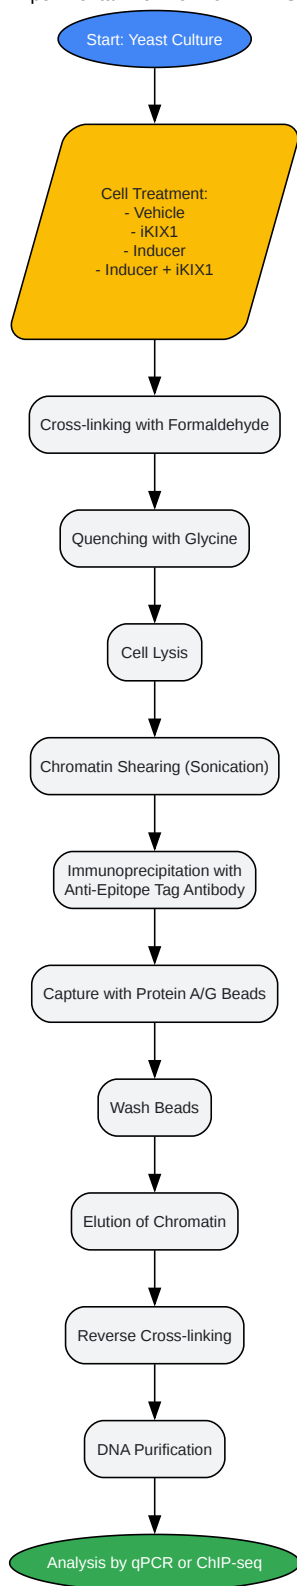 Start: Yeast Culture
Cell Treatment:
- Vehicle
- iKIX1
- Inducer
- Inducer + iKIX1
Cross-linking with Formaldehyde
Quenching with Glycine
Cell Lysis
Chromatin Shearing (Sonication)
Immunoprecipitation with
Anti-Epitope Tag Antibody
Capture with Protein A/G Beads
Wash Beads
Elution of Chromatin
Reverse Cross-linking
DNA Purification
Analysis by qPCR or ChIP-seq